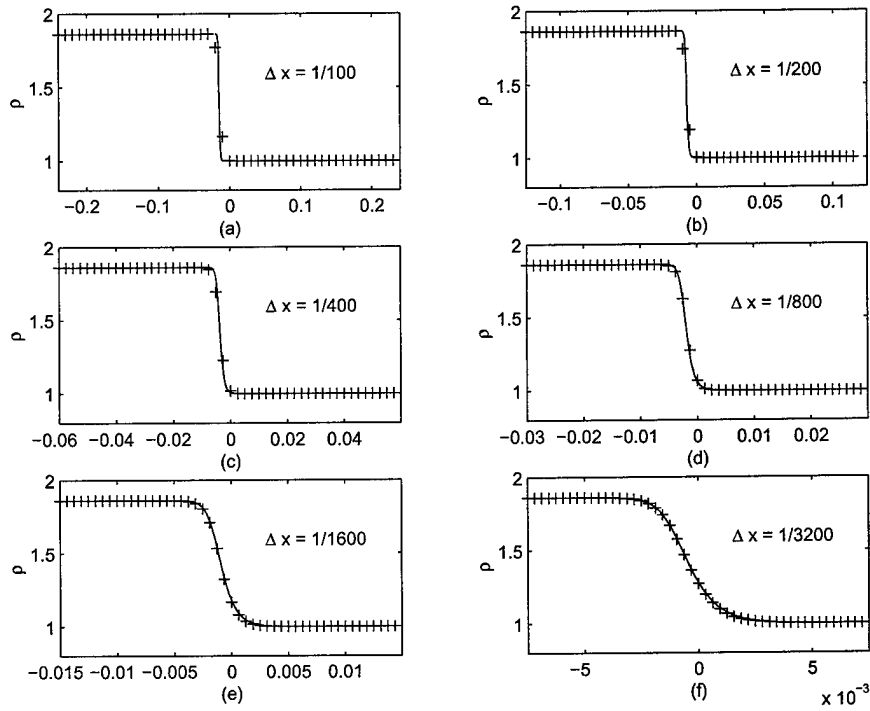 2
1.5
1
ρ
Δ x = 1/100
−0.2 −0.1 0 0.1 0.2
(a)
2
1.5
1
ρ
Δ x = 1/200
−0.1 −0.05 0 0.05 0.1
(b)
2
1.5
1
ρ
Δ x = 1/400
−0.06 −0.04 −0.02 0 0.02 0.04
(c)
2
1.5
1
ρ
Δ x = 1/800
−0.03 −0.02 −0.01 0 0.01 0.02
(d)
2
1.5
1
ρ
Δ x = 1/1600
−0.015 −0.01 −0.005 0 0.005 0.01
(e)
2
1.5
1
ρ
Δ x = 1/3200
−5 0 5
(f)
x 10⁻³